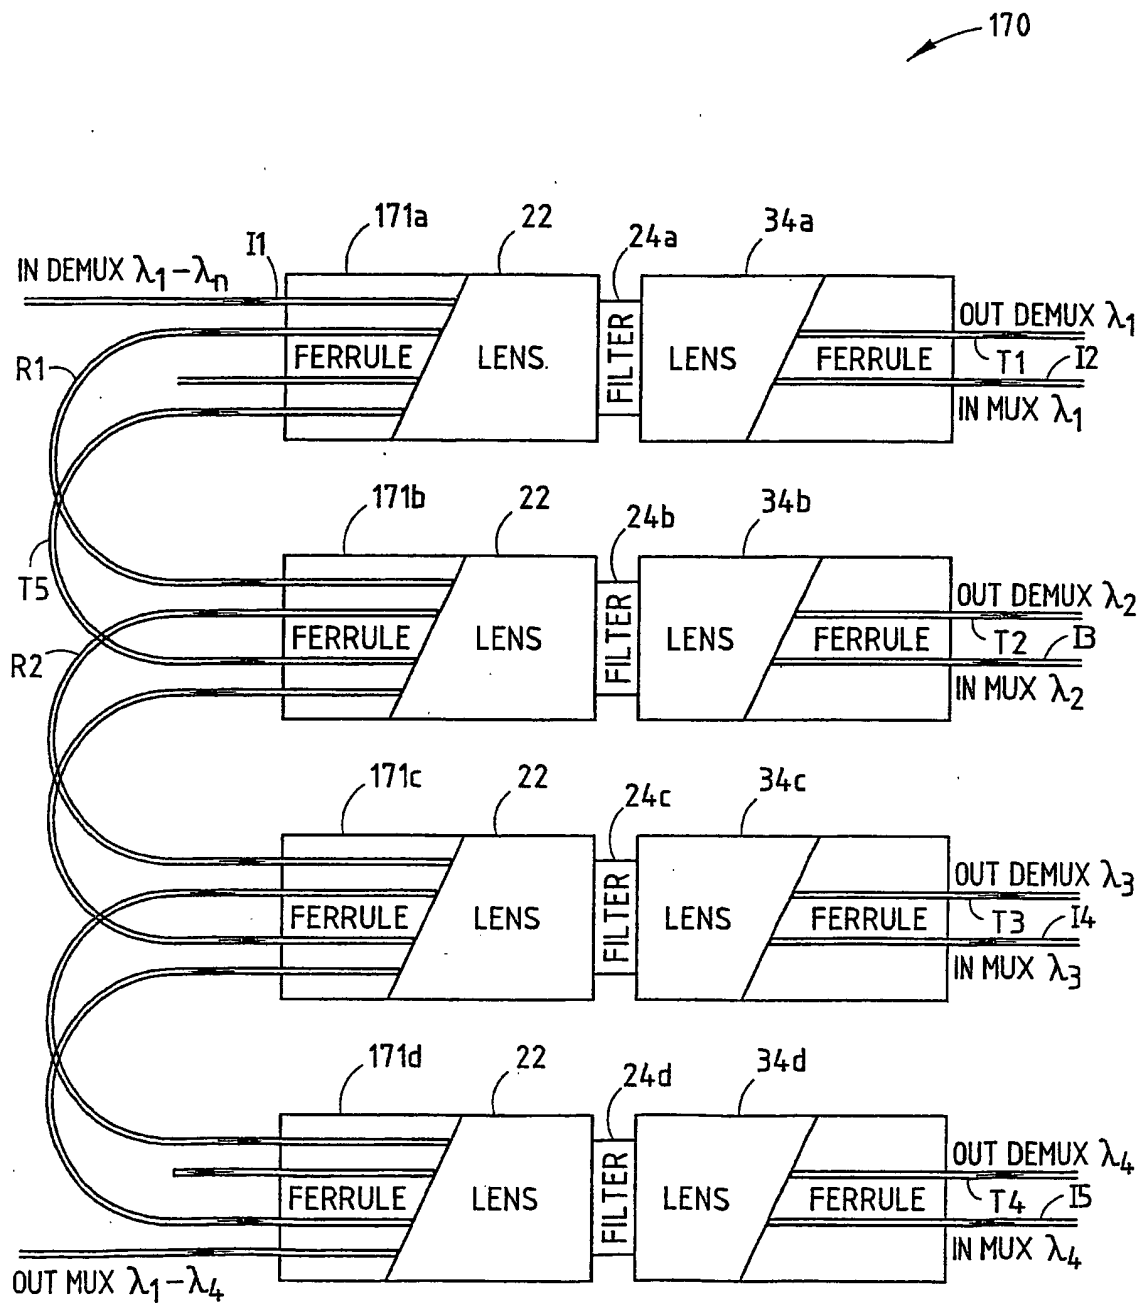 170
171a
22
24a
34a
I1
IN DEMUX λ1-λn
R1
FERRULE
LENS.
FILTER
LENS
FERRULE
OUT DEMUX λ1
T1
I2
IN MUX λ1
171b
22
24b
34b
T5
R2
FERRULE
LENS
FILTER
LENS
FERRULE
OUT DEMUX λ2
T2
I3
IN MUX λ2
171c
22
24c
34c
FERRULE
LENS
FILTER
LENS
FERRULE
OUT DEMUX λ3
T3
I4
IN MUX λ3
171d
22
24d
34d
FERRULE
LENS
FILTER
LENS
FERRULE
OUT DEMUX λ4
T4
I5
IN MUX λ4
OUT MUX λ1-λ4